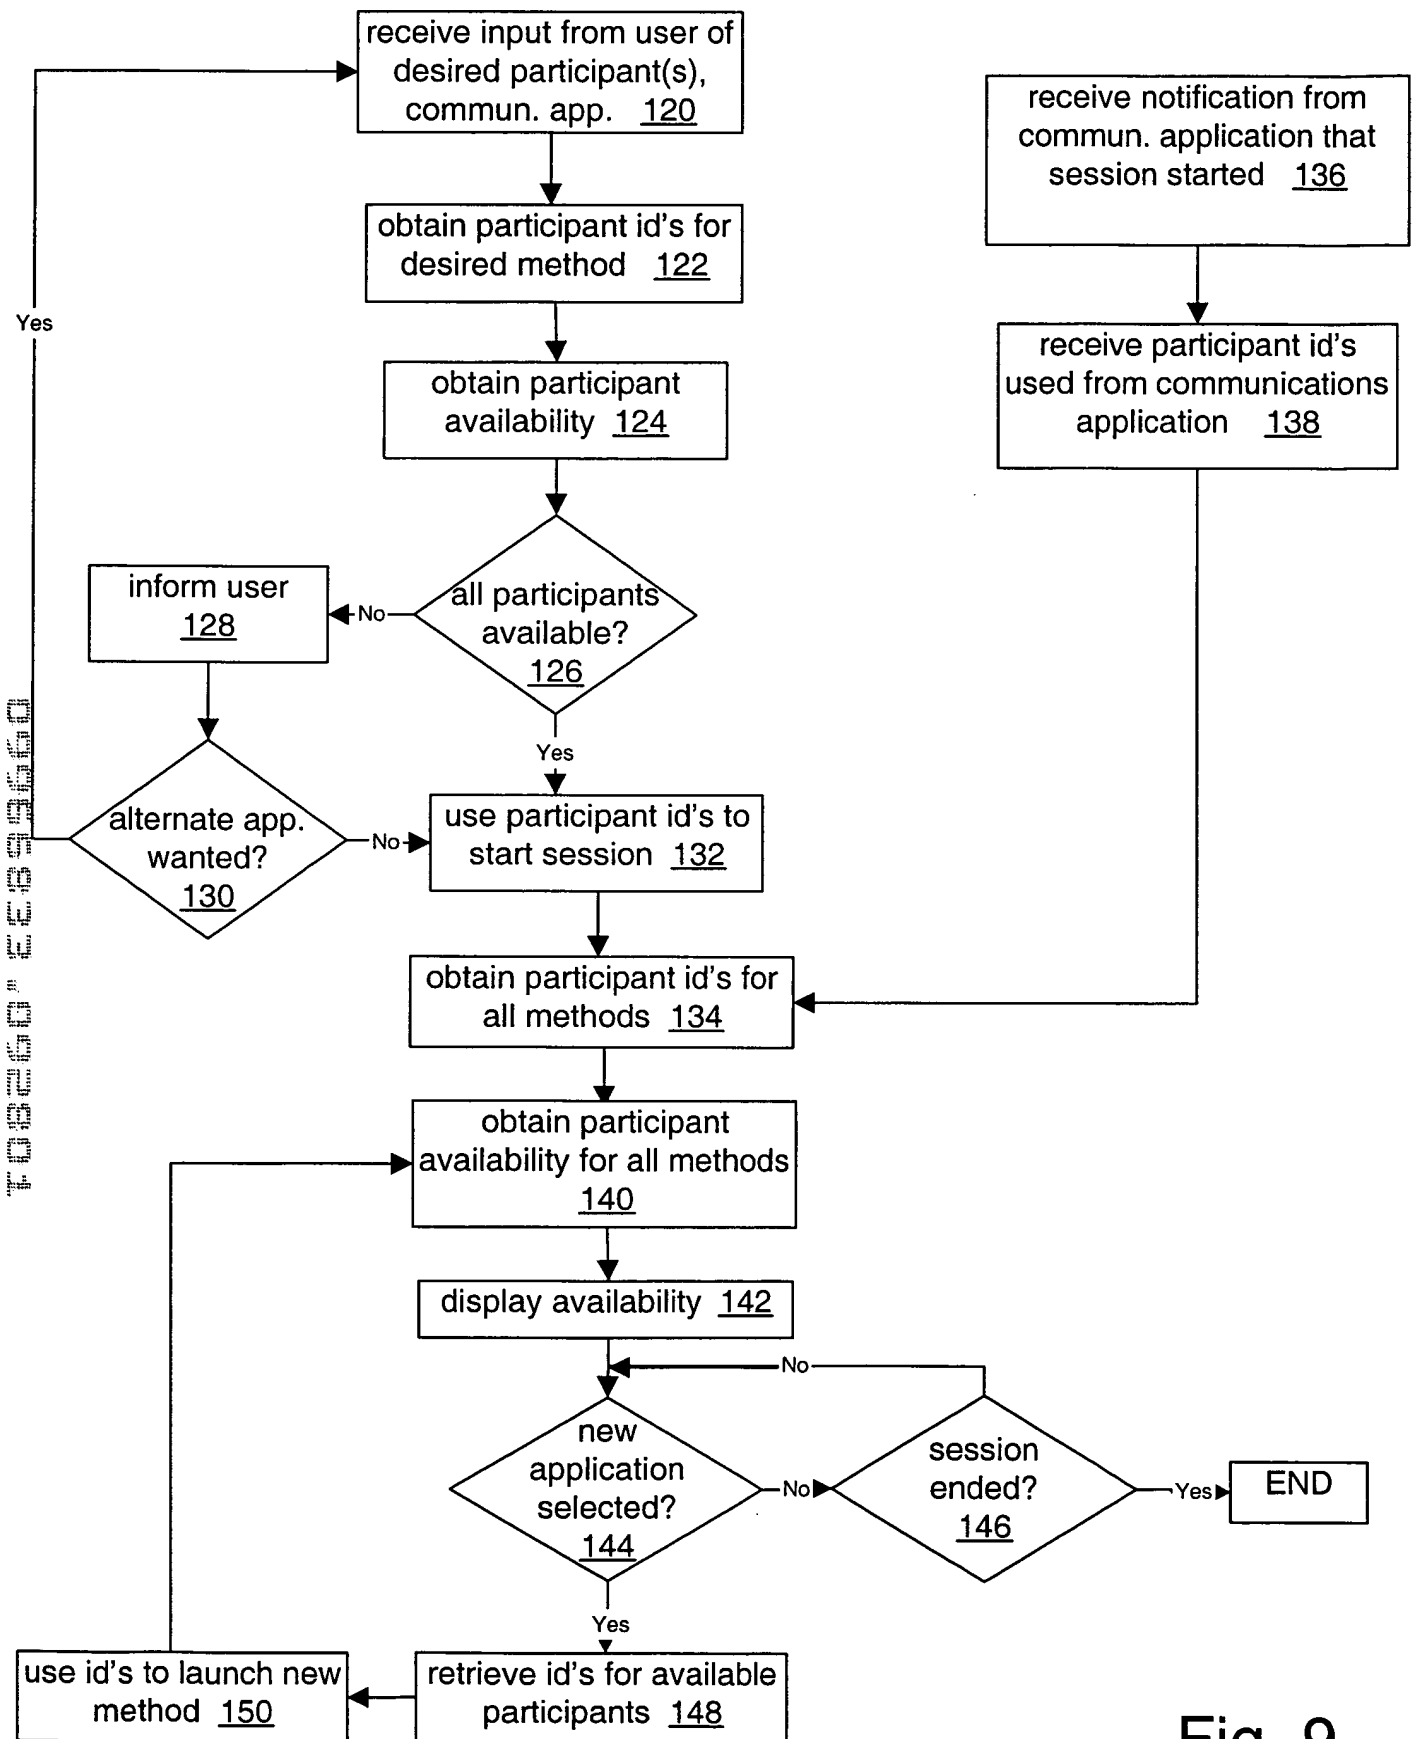 receive input from user of
desired participant(s),
commun. app. 120
receive notification from
commun. application that
session started 136
obtain participant id's for
desired method 122
Yes
receive participant id's
used from communications
application 138
obtain participant
availability 124
inform user
128
No
all participants
available?
126
Yes
alternate app.
wanted?
130
No
use participant id's to
start session 132
obtain participant id's for
all methods 134
obtain participant
availability for all methods
140
display availability 142
No
new
application
selected?
144
No
session
ended?
146
Yes
END
Yes
use id's to launch new
method 150
retrieve id's for available
participants 148
Fig. 9